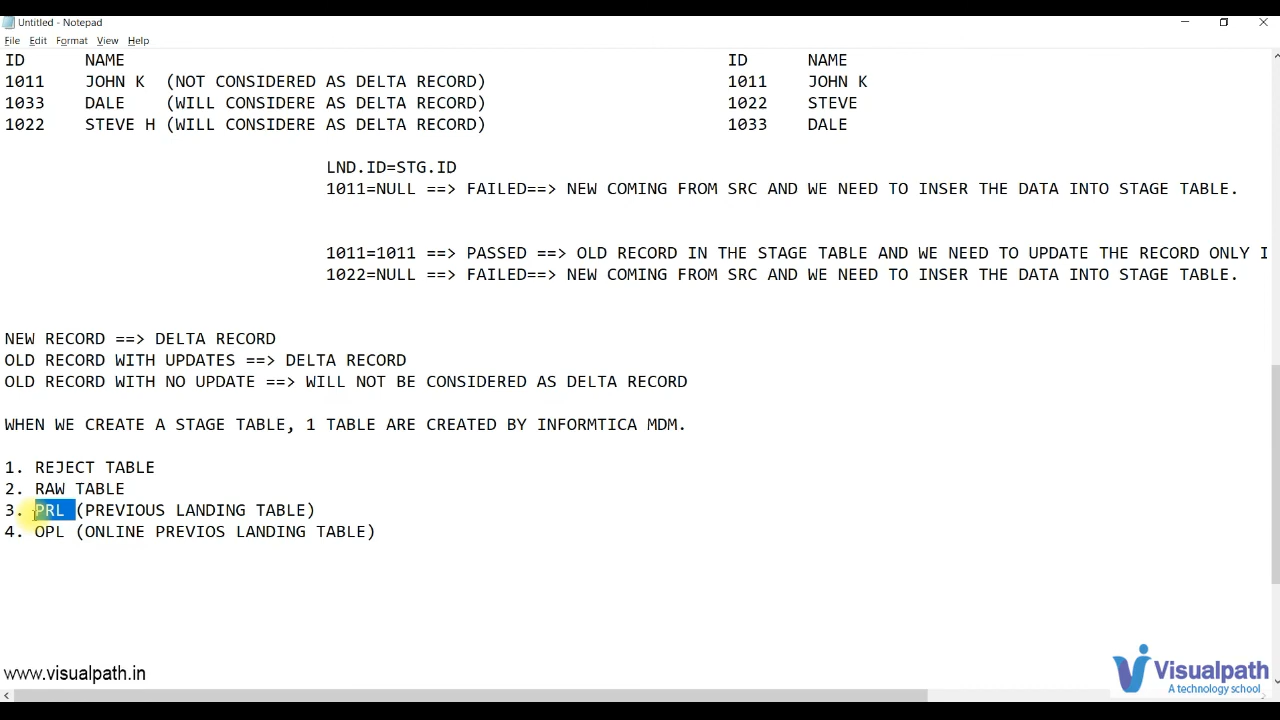 Untitled - Notepad
File Edit Format View Help
ID NAME ID NAME
1011 JOHN K (NOT CONSIDERED AS DELTA RECORD) 1011 JOHN K
1033 DALE (WILL CONSIDERE AS DELTA RECORD) 1022 STEVE
1022 STEVE H (WILL CONSIDERE AS DELTA RECORD) 1033 DALE
LND.ID=STG.ID
1011=NULL ==> FAILED==> NEW COMING FROM SRC AND WE NEED TO INSER THE DATA INTO STAGE TABLE.
1011=1011 ==> PASSED ==> OLD RECORD IN THE STAGE TABLE AND WE NEED TO UPDATE THE RECORD ONLY I
1022=NULL ==> FAILED==> NEW COMING FROM SRC AND WE NEED TO INSER THE DATA INTO STAGE TABLE.
NEW RECORD ==> DELTA RECORD
OLD RECORD WITH UPDATES ==> DELTA RECORD
OLD RECORD WITH NO UPDATE ==> WILL NOT BE CONSIDERED AS DELTA RECORD
WHEN WE CREATE A STAGE TABLE, 1 TABLE ARE CREATED BY INFORMTICA MDM.
1. REJECT TABLE
2. RAW TABLE
3. PRL (PREVIOUS LANDING TABLE)
4. OPL (ONLINE PREVIOS LANDING TABLE)
www.visualpath.in
Visualpath
A technology school